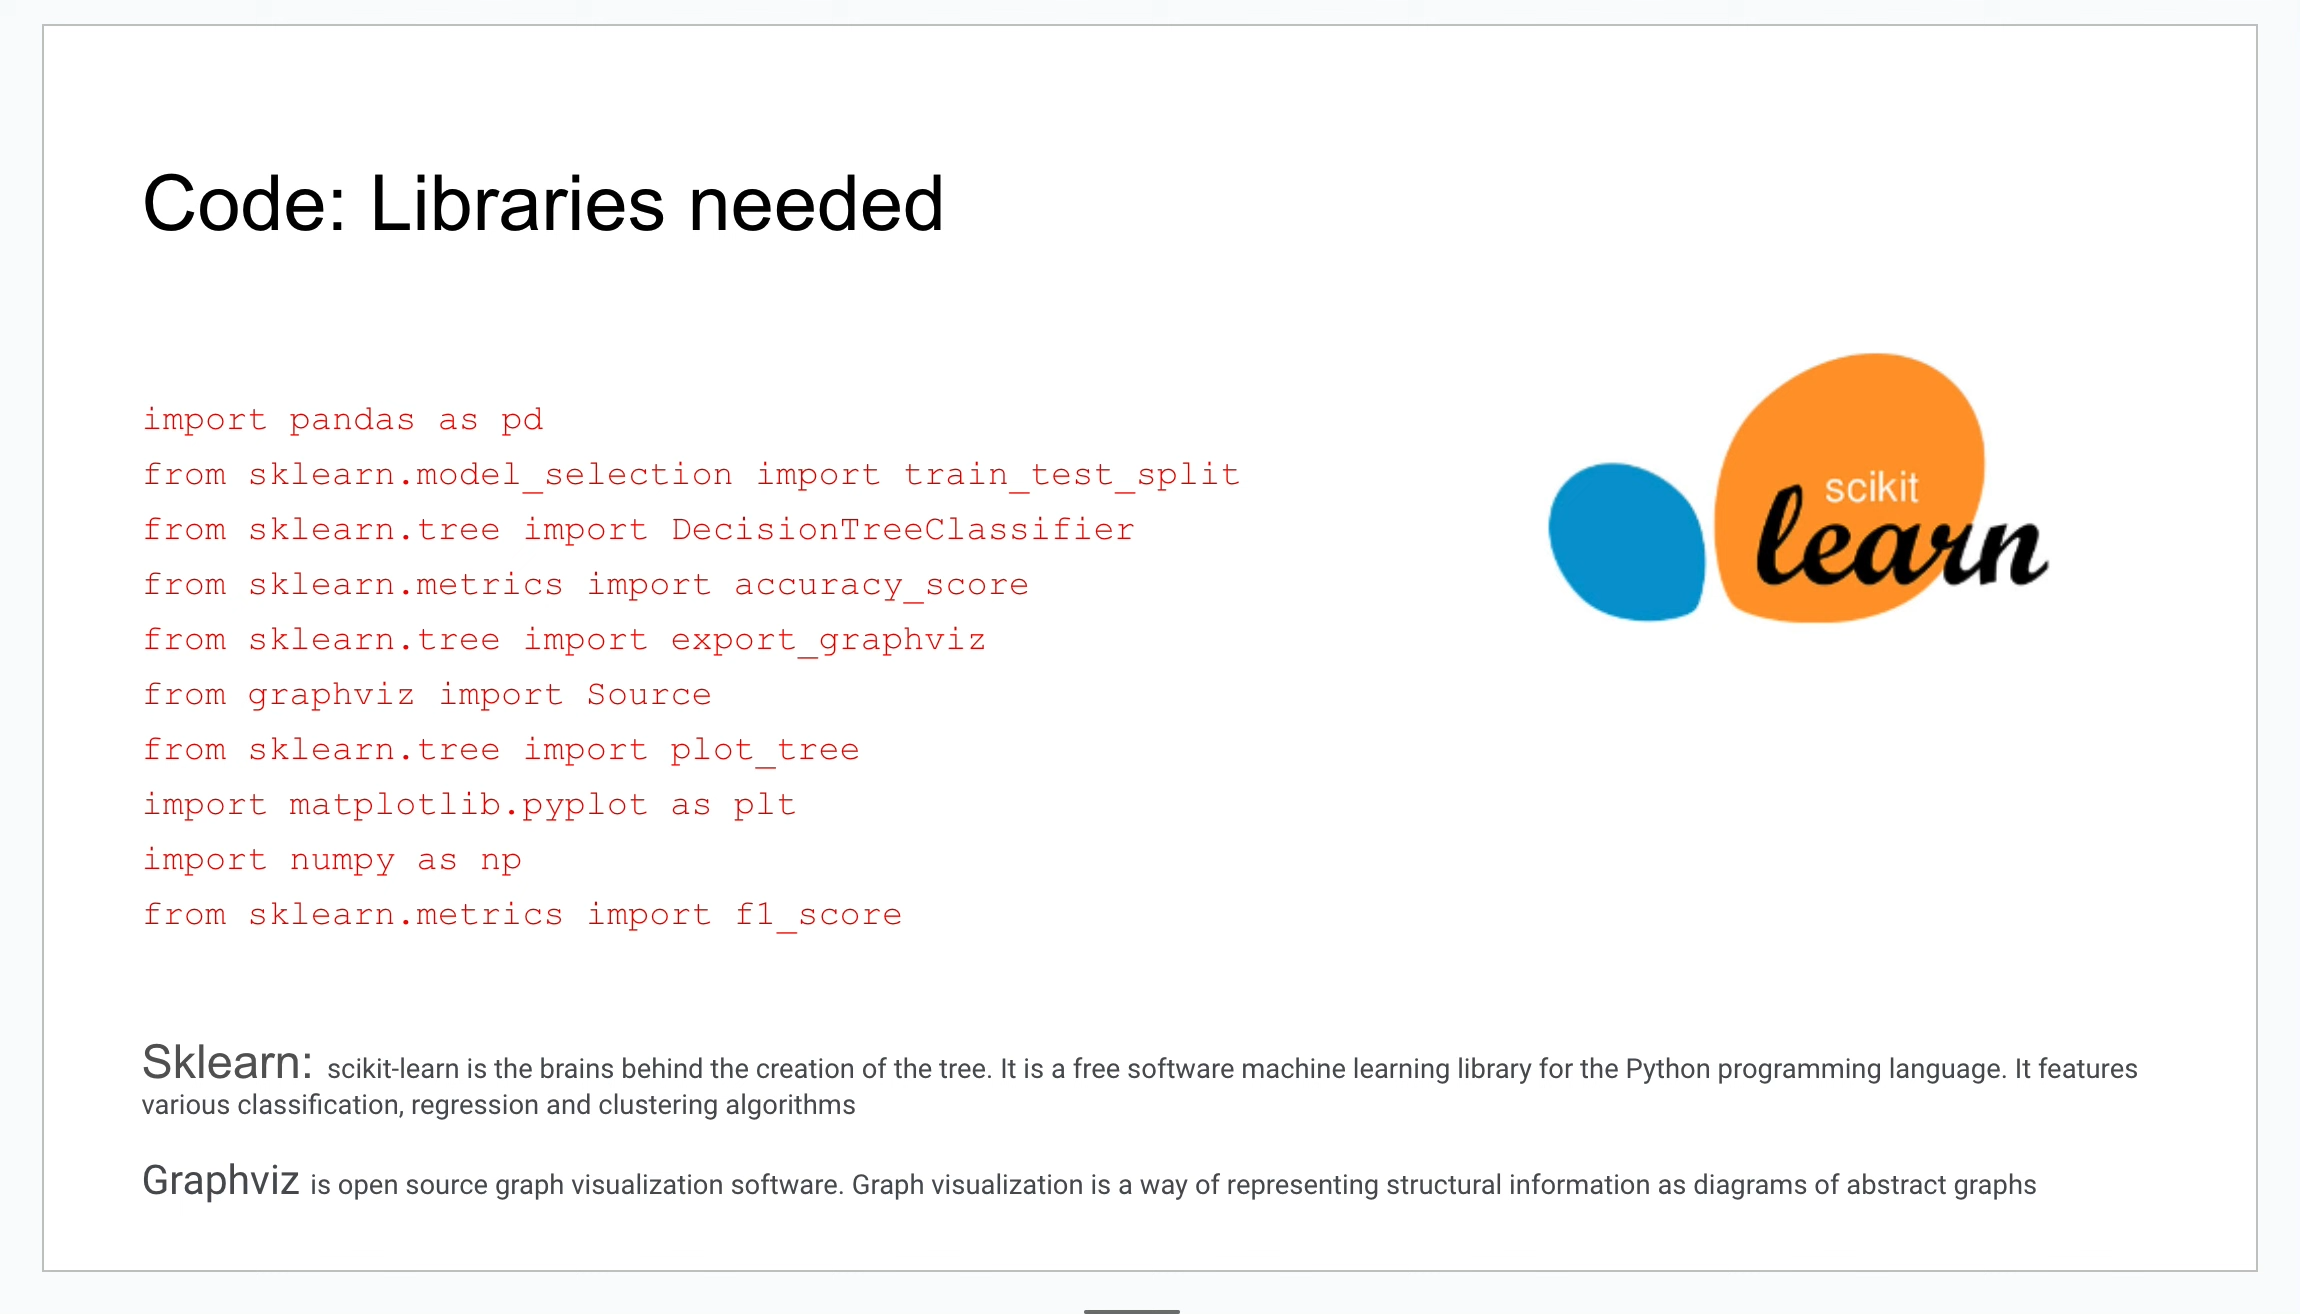 Code: Libraries needed
import pandas as pd
from sklearn.model_selection import train_test_split
from sklearn.tree import DecisionTreeClassifier
from sklearn.metrics import accuracy_score
from sklearn.tree import export_graphviz
from graphviz import Source
from sklearn.tree import plot_tree
import matplotlib.pyplot as plt
import numpy as np
from sklearn.metrics import f1_score
scikit
learn
Sklearn: scikit-learn is the brains behind the creation of the tree. It is a free software machine learning library for the Python programming language. It features
various classification, regression and clustering algorithms
Graphviz is open source graph visualization software. Graph visualization is a way of representing structural information as diagrams of abstract graphs